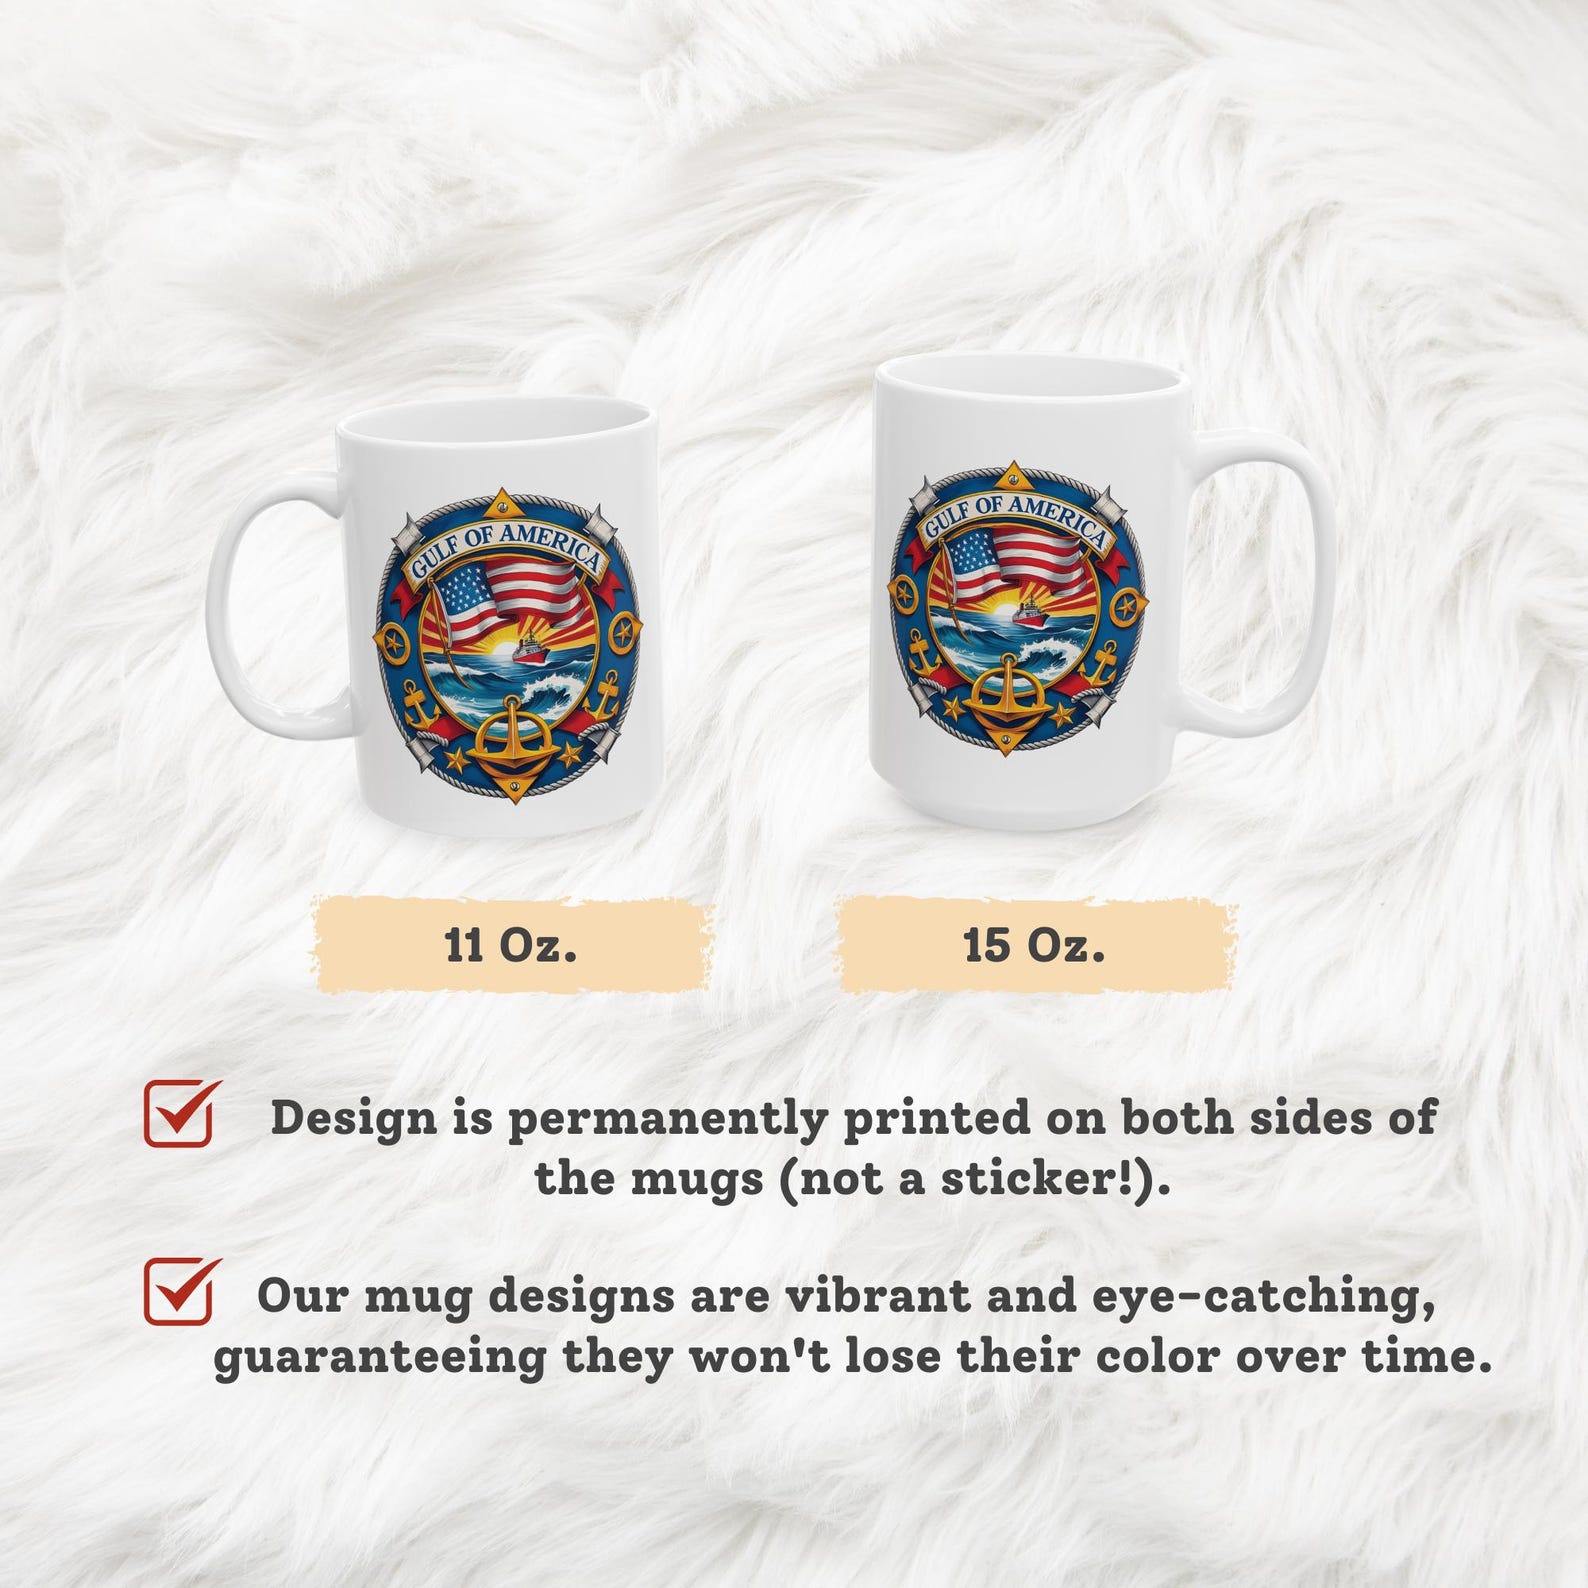 GULF OF AMERICA
GULF OF AMERICA
11 Oz.
15 Oz.
Design is permanently printed on both sides of
the mugs (not a sticker!).
Our mug designs are vibrant and eye-catching,
guaranteeing they won't lose their color over time.